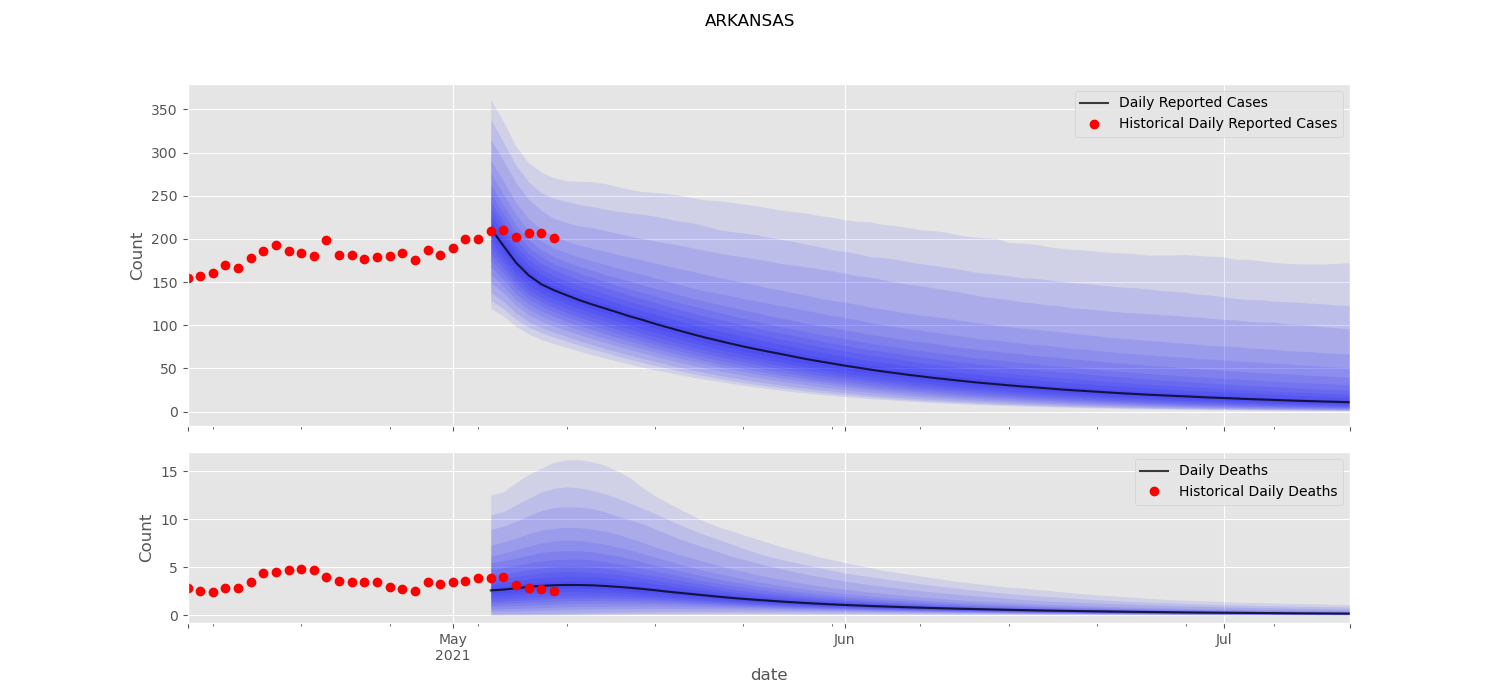 ARKANSAS
Count
350
300
250
200
150
100
50
0
Daily Reported Cases
Historical Daily Reported Cases
Count
15
10
5
0
Daily Deaths
Historical Daily Deaths
May
2021
Jun
Jul
date